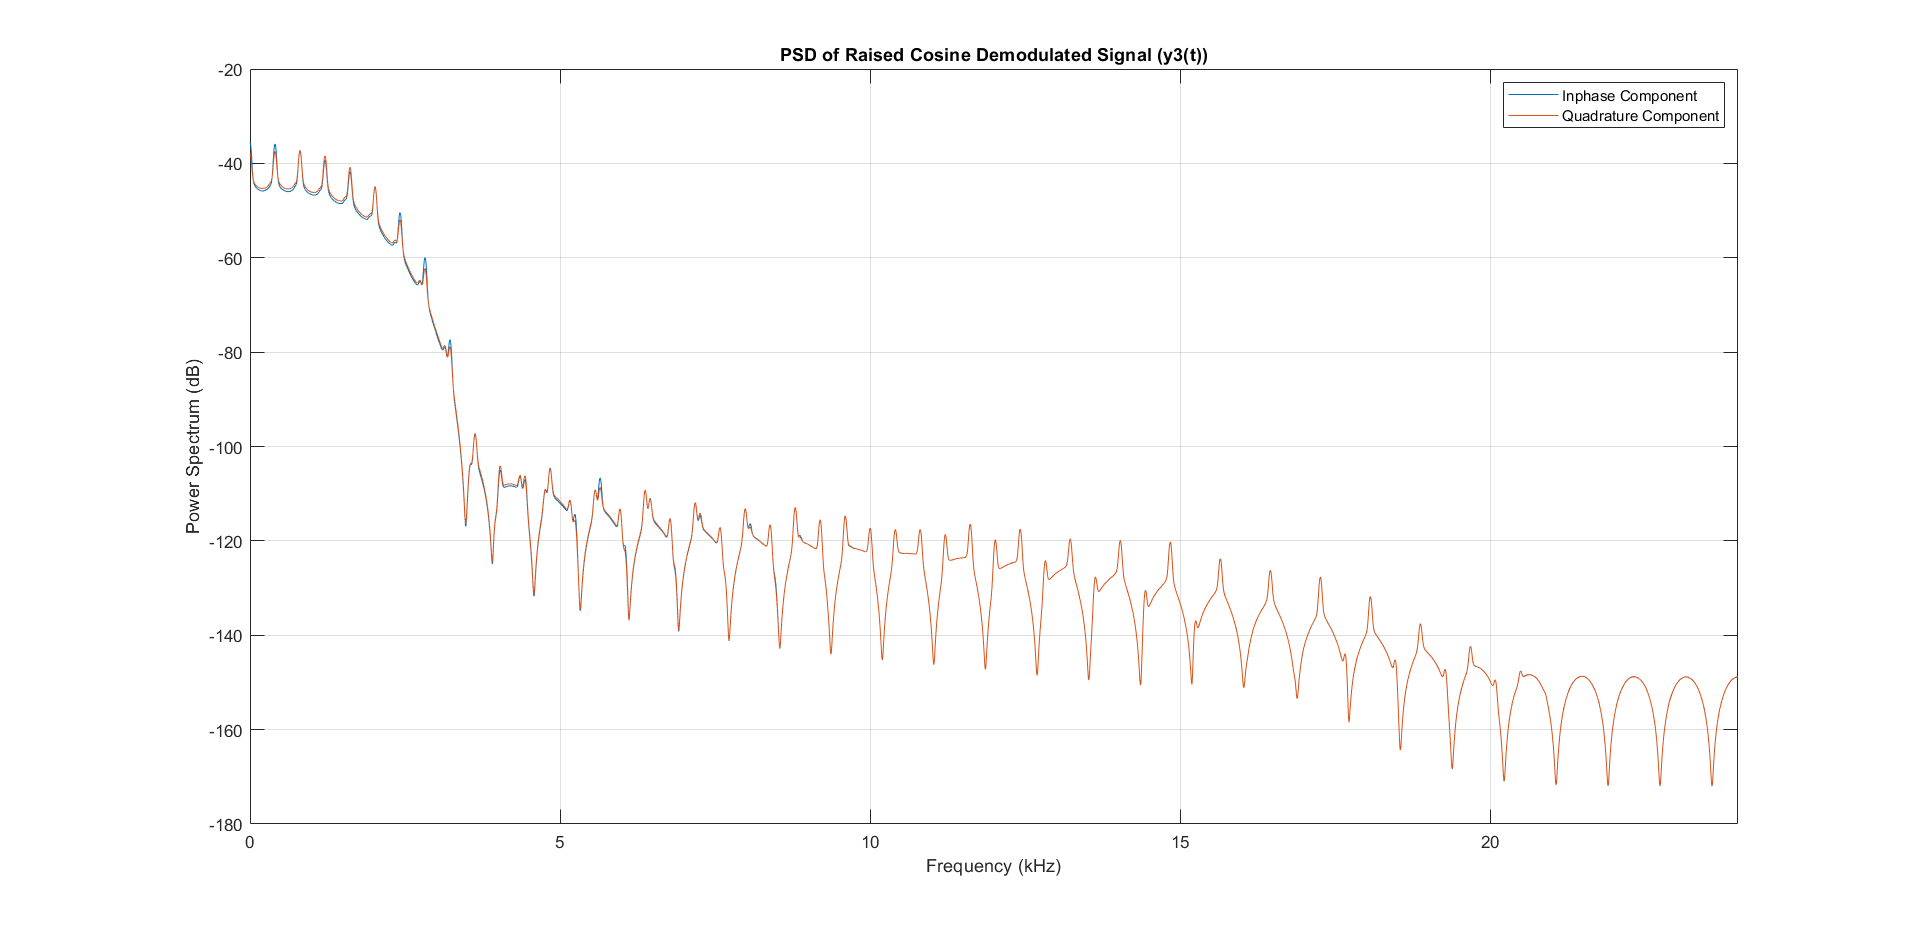 PSD of Raised Cosine Demodulated Signal (y3(t))
Inphase Component
Quadrature Component
Power Spectrum (dB)
-20
-40
-60
-80
-100
-120
-140
-160
-180
0 5 10 15 20
Frequency (kHz)